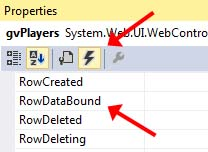 Properties
gvPlayers System.Web.UI.WebContro
RowCreated
RowDataBound
RowDeleted
RowDeleting